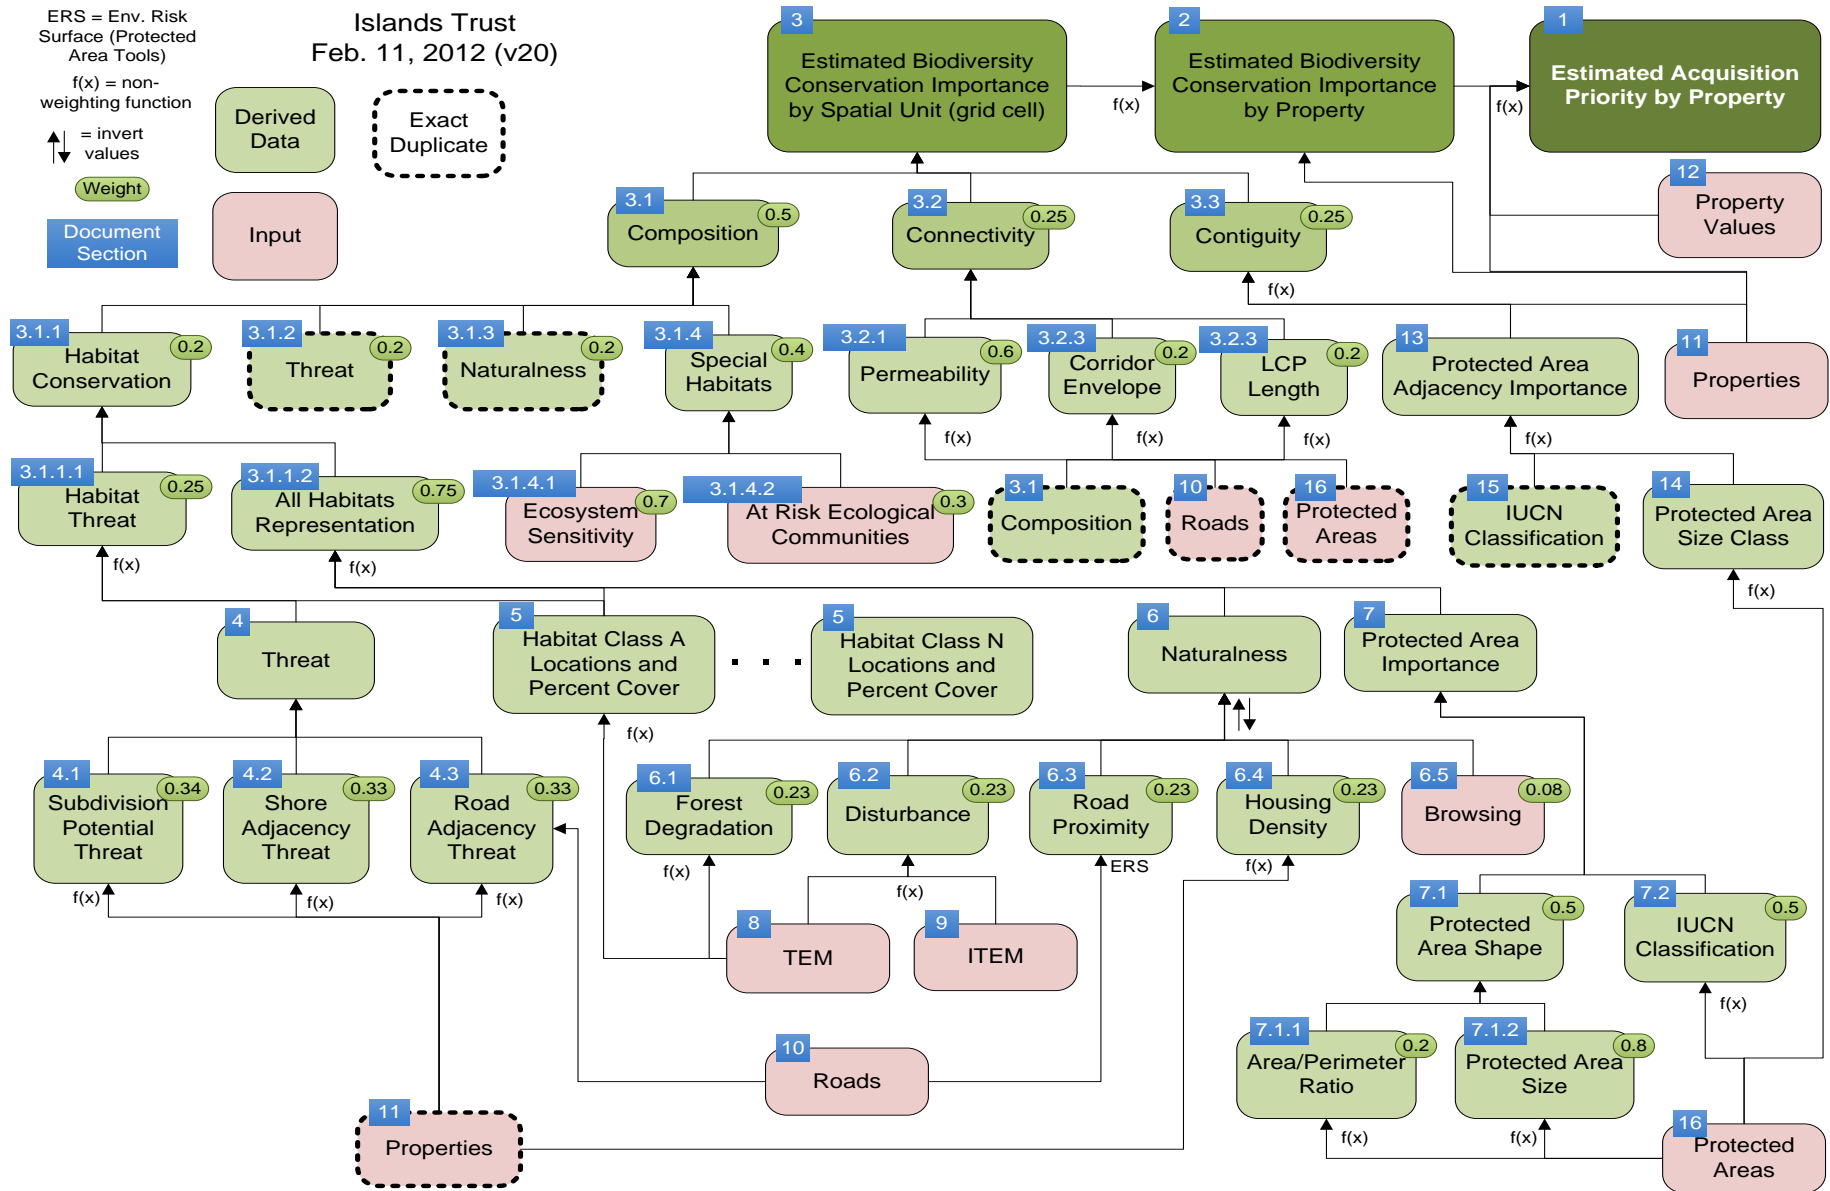 ERS = Env. Risk
Surface (Protected
Area Tools)
f(x) = non-
weighting function
= invert
values
Weight
Document
Section
Derived
Data
Input
Exact
Duplicate
Islands Trust
Feb. 11, 2012 (v20)
3
Estimated Biodiversity
Conservation Importance
by Spatial Unit (grid cell)
f(x)
2
Estimated Biodiversity
Conservation Importance
by Property
f(x)
1
Estimated Acquisition
Priority by Property
12
Property
Values
3.1
0.5
Composition
3.2
0.25
Connectivity
3.3
0.25
Contiguity
f(x)
3.1.1
0.2
Habitat
Conservation
3.1.2
0.2
Threat
3.1.3
0.2
Naturalness
3.1.4
0.4
Special
Habitats
3.2.1
0.6
Permeability
f(x)
3.2.3
0.2
Corridor
Envelope
f(x)
3.2.3
0.2
LCP
Length
f(x)
13
Protected Area
Adjacency Importance
f(x)
11
Properties
3.1.1.1
0.25
Habitat
Threat
f(x)
3.1.1.2
0.75
All Habitats
Representation
f(x)
3.1.4.1
0.7
Ecosystem
Sensitivity
3.1.4.2
0.3
At Risk Ecological
Communities
3.1
Composition
10
Roads
16
Protected
Areas
15
IUCN
Classification
14
Protected Area
Size Class
f(x)
4
Threat
5
Habitat Class A
Locations and
Percent Cover
f(x)
. . .
5
Habitat Class N
Locations and
Percent Cover
6
Naturalness
7
Protected Area
Importance
4.1
0.34
Subdivision
Potential
Threat
f(x)
4.2
0.33
Shore
Adjacency
Threat
f(x)
4.3
0.33
Road
Adjacency
Threat
f(x)
6.1
0.23
Forest
Degradation
f(x)
6.2
0.23
Disturbance
f(x)
6.3
0.23
Road
Proximity
ERS
6.4
0.23
Housing
Density
f(x)
6.5
0.08
Browsing
8
TEM
9
ITEM
7.1
0.5
Protected
Area Shape
7.2
0.5
IUCN
Classification
f(x)
10
Roads
7.1.1
0.2
Area/Perimeter
Ratio
f(x)
7.1.2
0.8
Protected Area
Size
f(x)
11
Properties
16
Protected
Areas